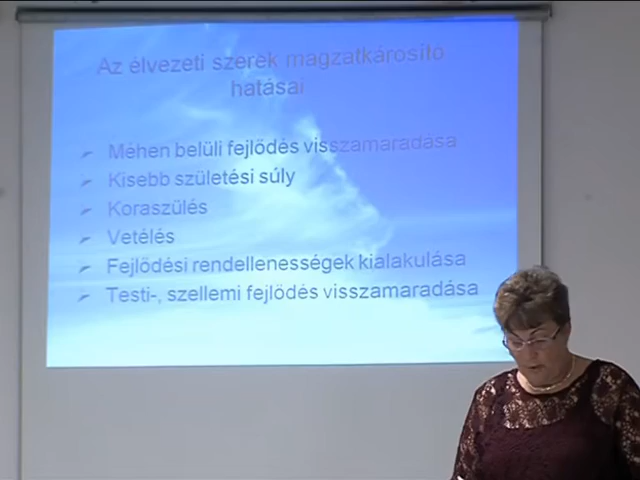 Az élvezeti szerek magzatkárosító
hatásai
Méhen belüli fejlődés visszamaradása
Kisebb születési súly
Koraszülés
Vetélés
Fejlődési rendellenességek kialakulása
Testi-, szellemi fejlődés visszamaradása